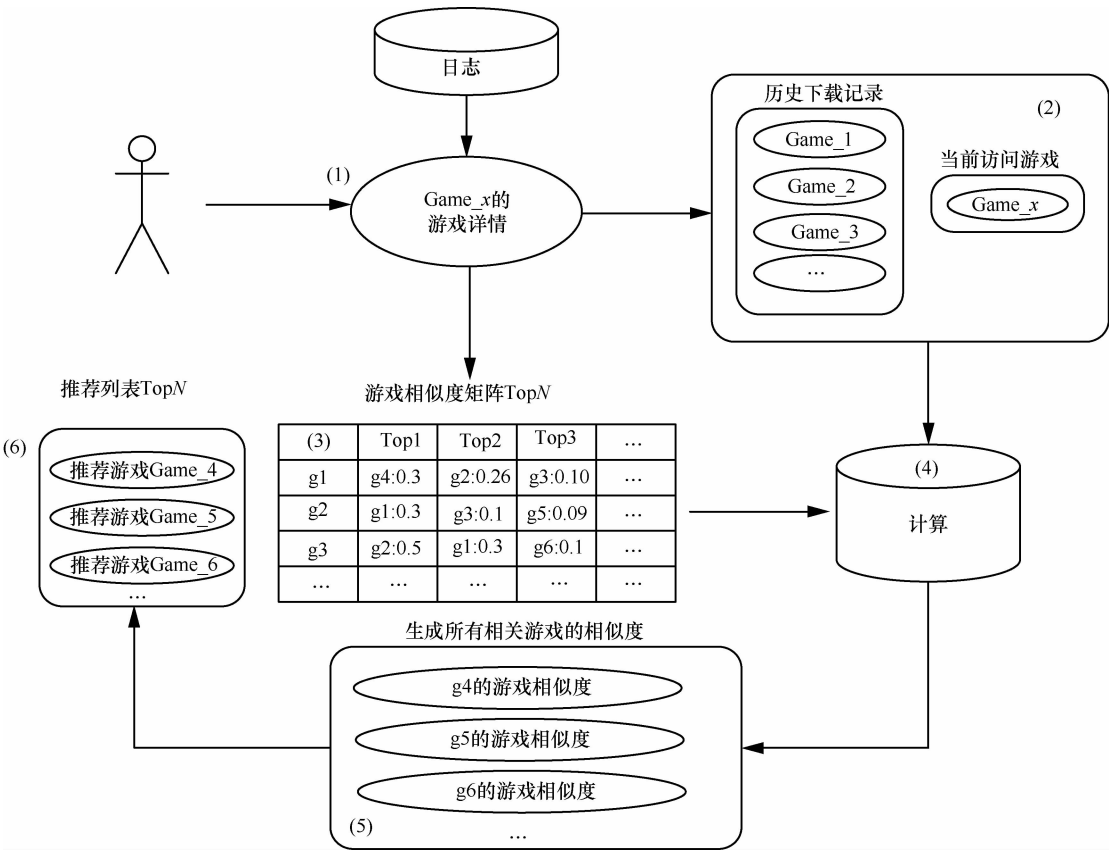 日志
历史下载记录
(2)
Game_1
Game_2
Game_3
…
当前访问游戏
Game_x
(1)
Game_x的
游戏详情
推荐列表TopN
(6)
推荐游戏Game_4
推荐游戏Game_5
推荐游戏Game_6
…
游戏相似度矩阵TopN
(3) Top1 Top2 Top3 …
g1 g4:0.3 g2:0.26 g3:0.10 …
g2 g1:0.3 g3:0.1 g5:0.09 …
g3 g2:0.5 g1:0.3 g6:0.1 …
… … … … …
(4)
计算
生成所有相关游戏的相似度
g4的游戏相似度
g5的游戏相似度
g6的游戏相似度
(5)
…